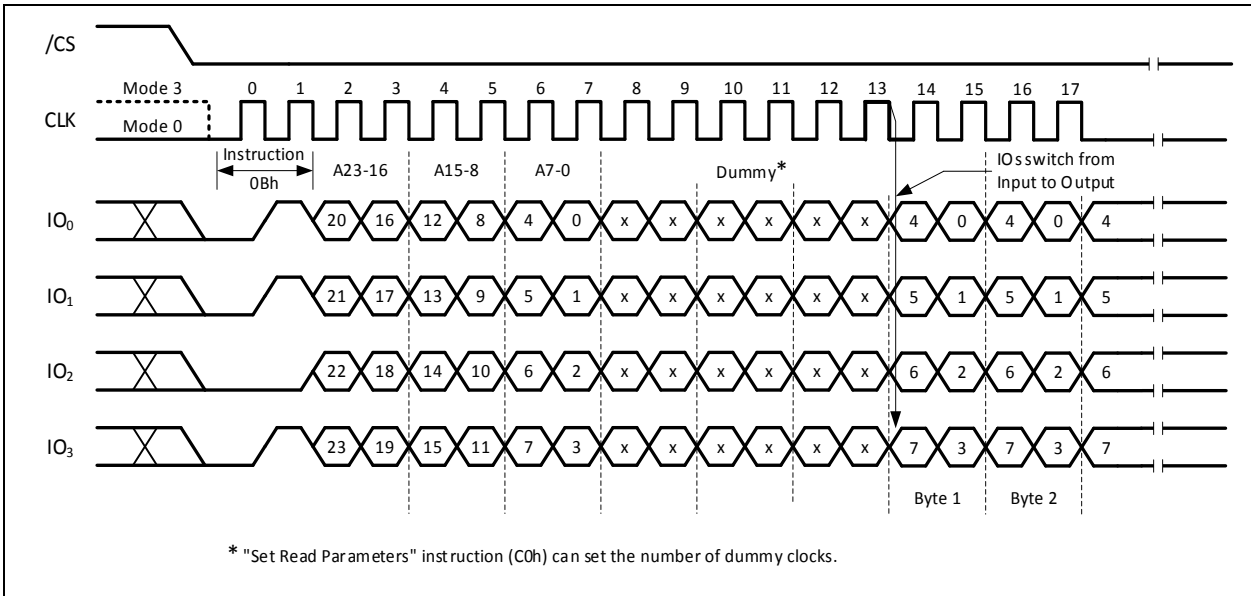 /CS
Mode 3 0 1 2 3 4 5 6 7 8 9 10 11 12 13 14 15 16 17
CLK
Mode 0
Instruction
0Bh
A23-16 A15-8 A7-0 Dummy*
IOs switch from
Input to Output
IO₀ 20 16 12 8 4 0 x x x x x x 4 0 4 0 4
IO₁ 21 17 13 9 5 1 x x x x x x 5 1 5 1 5
IO₂ 22 18 14 10 6 2 x x x x x x 6 2 6 2 6
IO₃ 23 19 15 11 7 3 x x x x x x 7 3 7 3 7
Byte 1 Byte 2
* "Set Read Parameters" instruction (C0h) can set the number of dummy clocks.